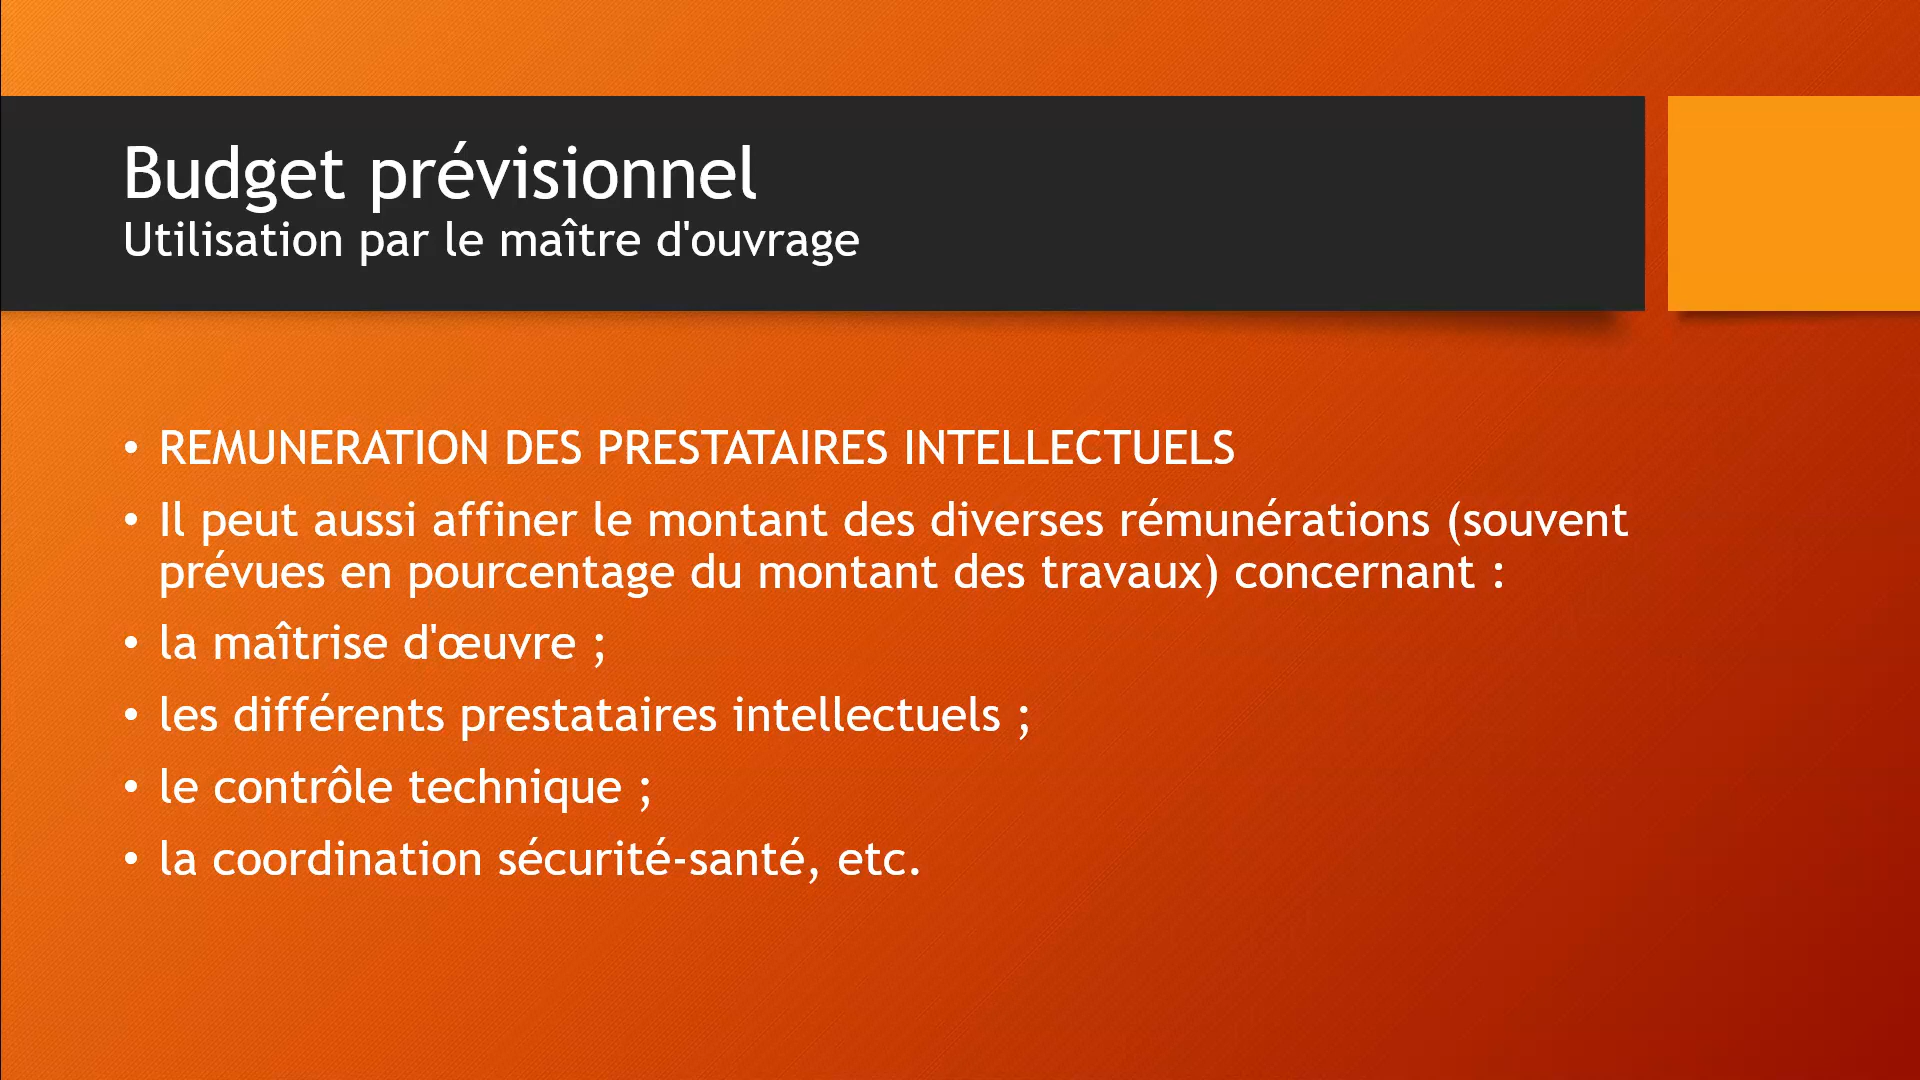 Budget prévisionnel
Utilisation par le maître d'ouvrage
• REMUNERATION DES PRESTATAIRES INTELLECTUELS
• Il peut aussi affiner le montant des diverses rémunérations (souvent
prévues en pourcentage du montant des travaux) concernant :
• la maîtrise d'œuvre ;
• les différents prestataires intellectuels ;
• le contrôle technique ;
• la coordination sécurité-santé, etc.